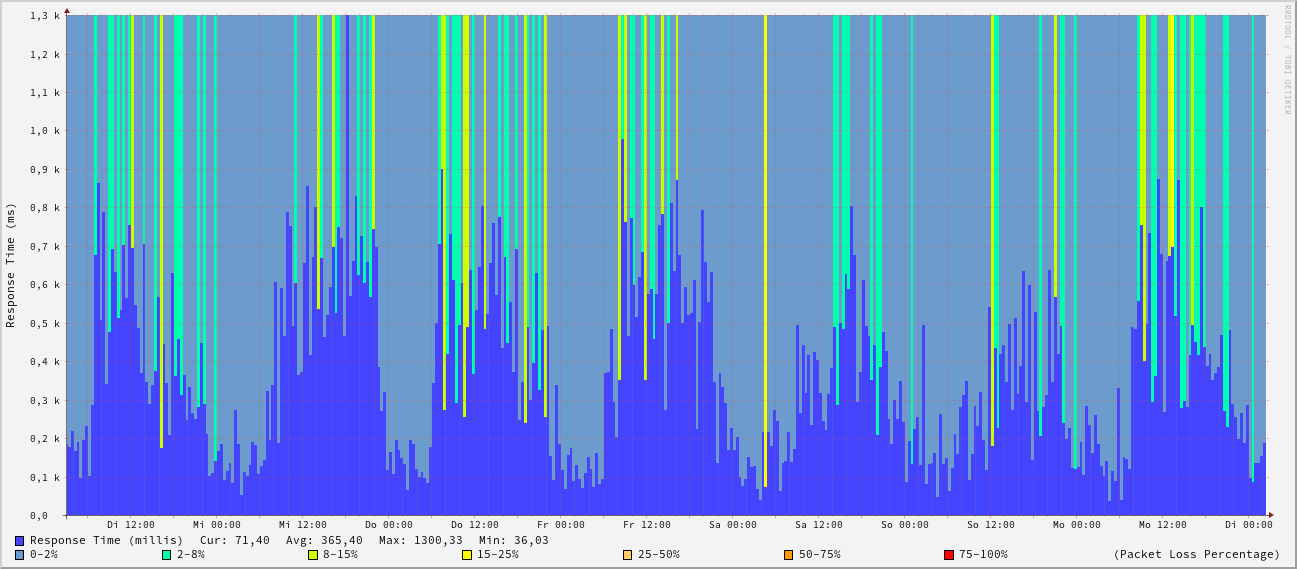 RRDTOOL / TOBI OETIKER
Response Time (ms)
1,3 k
1,2 k
1,1 k
1,0 k
0,9 k
0,8 k
0,7 k
0,6 k
0,5 k
0,4 k
0,3 k
0,2 k
0,1 k
0,0
Di 12:00 Mi 00:00 Mi 12:00 Do 00:00 Do 12:00 Fr 00:00 Fr 12:00 Sa 00:00 Sa 12:00 So 00:00 So 12:00 Mo 00:00 Mo 12:00 Di 00:00
Response Time (millis) Cur: 71,40 Avg: 365,40 Max: 1300,33 Min: 36,03
0-2% 2-8% 8-15% 15-25% 25-50% 50-75% 75-100% (Packet Loss Percentage)